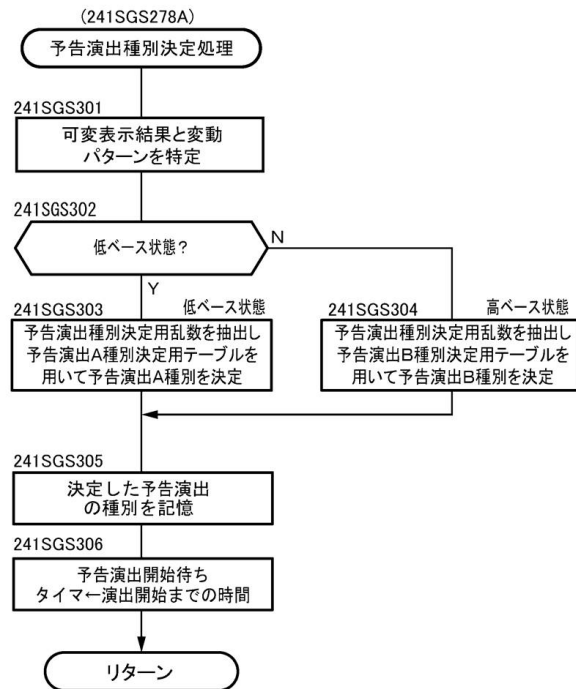 (241SGS278A)
予告演出種別決定処理
241SGS301
可変表示結果と変動
パターンを特定
241SGS302
低ベース状態?
N
Y
241SGS303
低ベース状態
予告演出種別決定用乱数を抽出し
予告演出A種別決定用テーブルを
用いて予告演出A種別を決定
241SGS304
高ベース状態
予告演出種別決定用乱数を抽出し
予告演出B種別決定用テーブルを
用いて予告演出B種別を決定
241SGS305
決定した予告演出
の種別を記憶
241SGS306
予告演出開始待ち
タイマ←演出開始までの時間
リターン